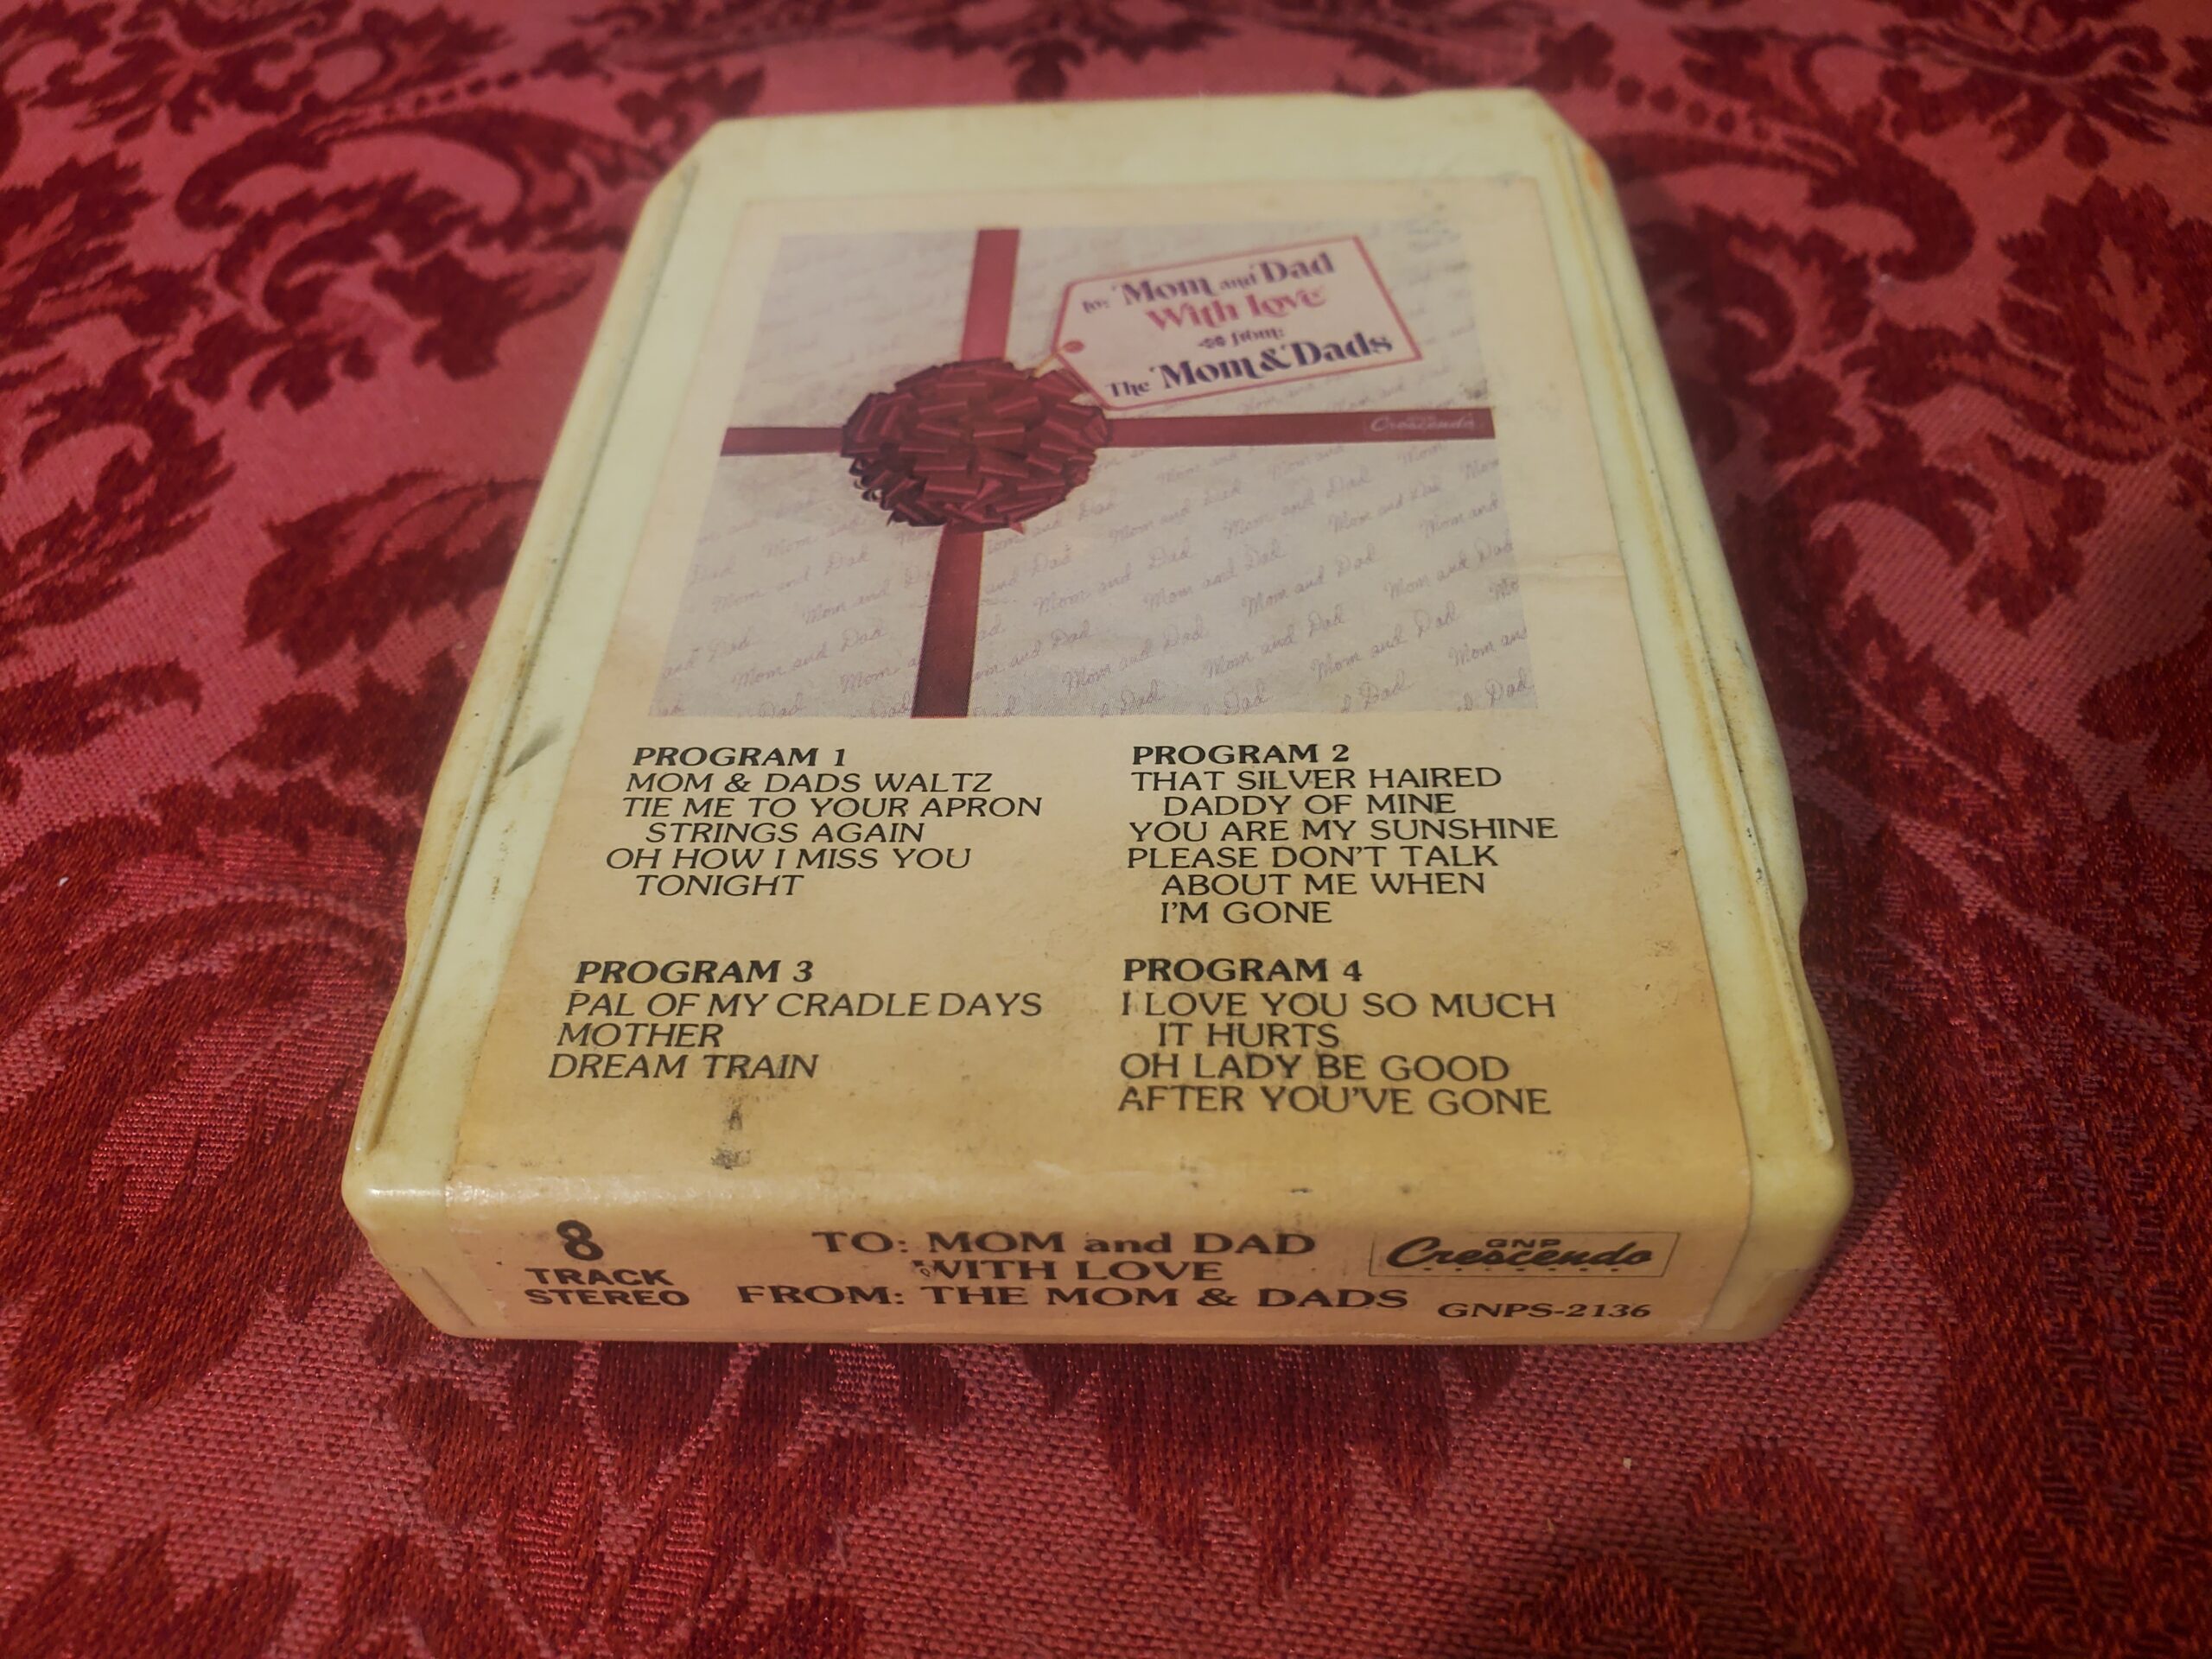 to: Mom and Dad
With Love
from:
The Mom & Dads
Crescendo
PROGRAM 1
MOM & DADS WALTZ
TIE ME TO YOUR APRON
STRINGS AGAIN
OH HOW I MISS YOU
TONIGHT
PROGRAM 2
THAT SILVER HAIRED
DADDY OF MINE
YOU ARE MY SUNSHINE
PLEASE DON'T TALK
ABOUT ME WHEN
I'M GONE
PROGRAM 3
PAL OF MY CRADLE DAYS
MOTHER
DREAM TRAIN
PROGRAM 4
I LOVE YOU SO MUCH
IT HURTS
OH LADY BE GOOD
AFTER YOU'VE GONE
8
TRACK
STEREO
TO: MOM and DAD
WITH LOVE
FROM: THE MOM & DADS
GNP
Crescendo
GNPS-2136